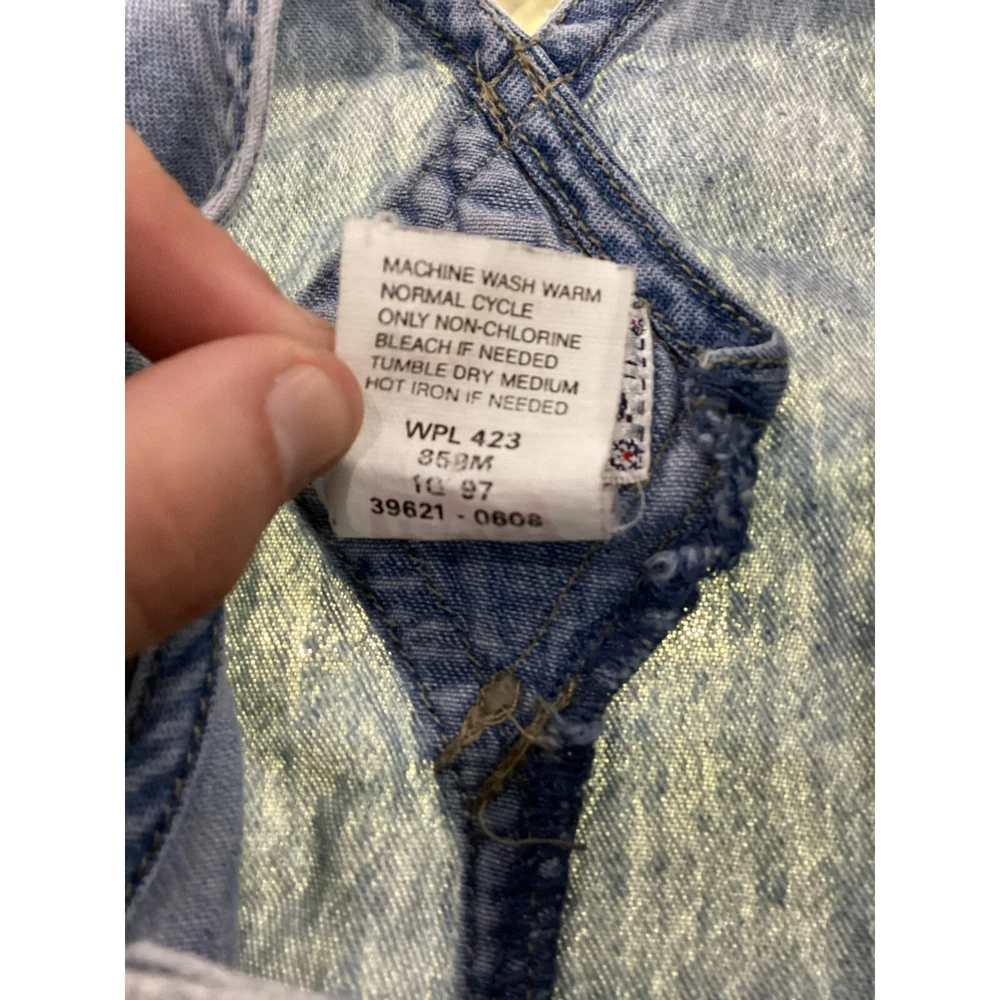 MACHINE WASH WARM
NORMAL CYCLE
ONLY NON-CHLORINE
BLEACH IF NEEDED
TUMBLE DRY MEDIUM
HOT IRON IF NEEDED
WPL 423
97
39621 - 0608